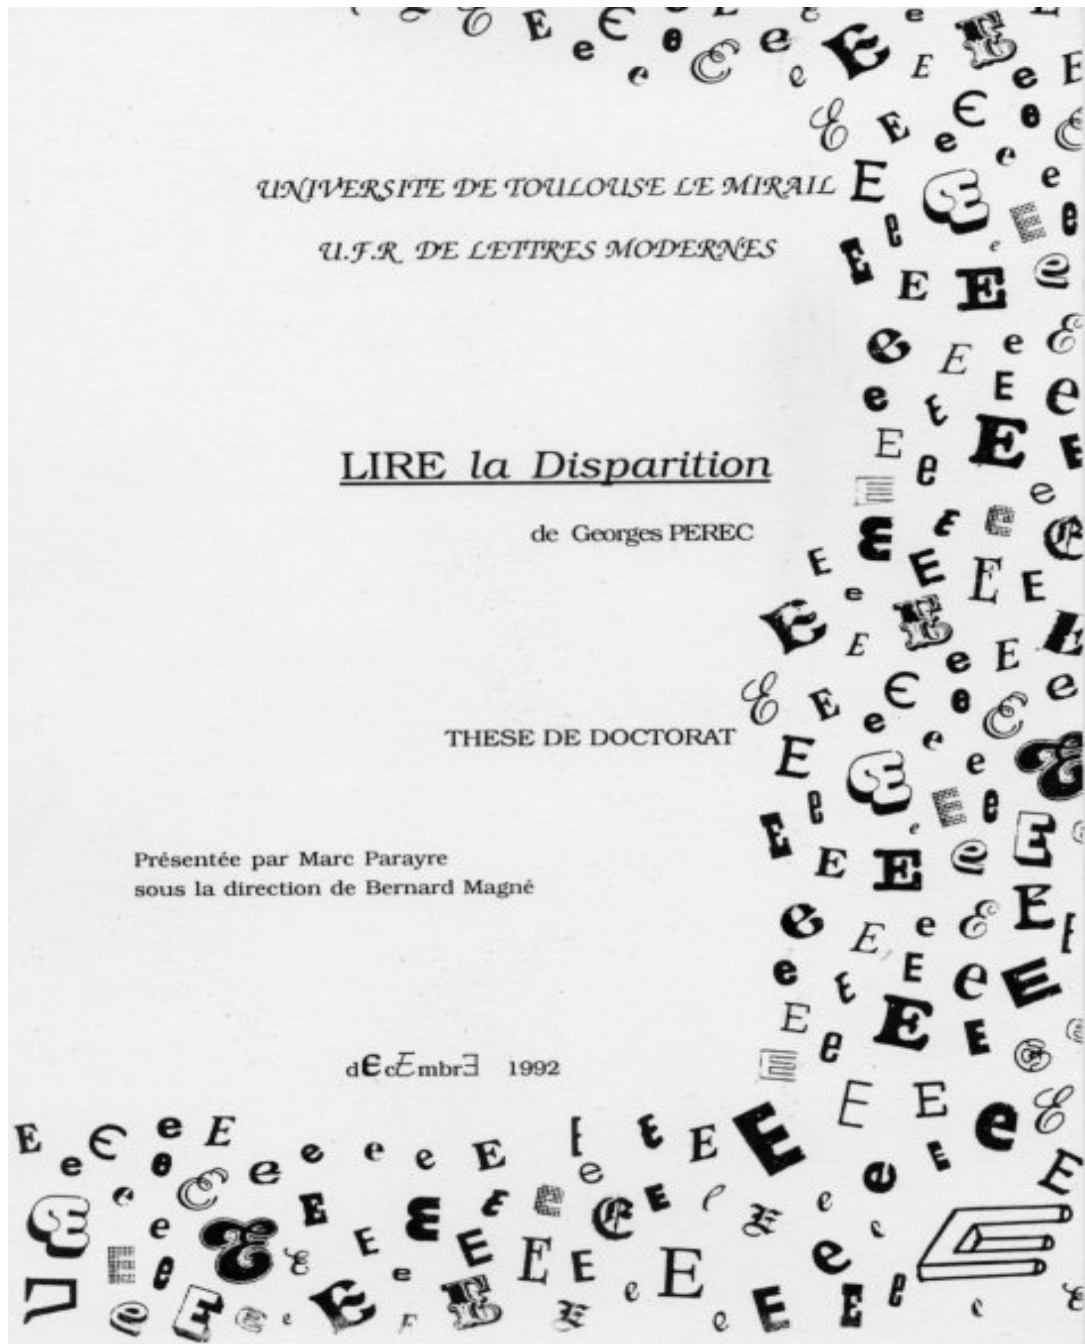 UNIVERSITE DE TOULOUSE LE MIRAIL
U.F.R. DE LETTRES MODERNES
LIRE la Disparition
de Georges PEREC
THESE DE DOCTORAT
Présentée par Marc Parayre
sous la direction de Bernard Magné
dEcEmbrE 1992